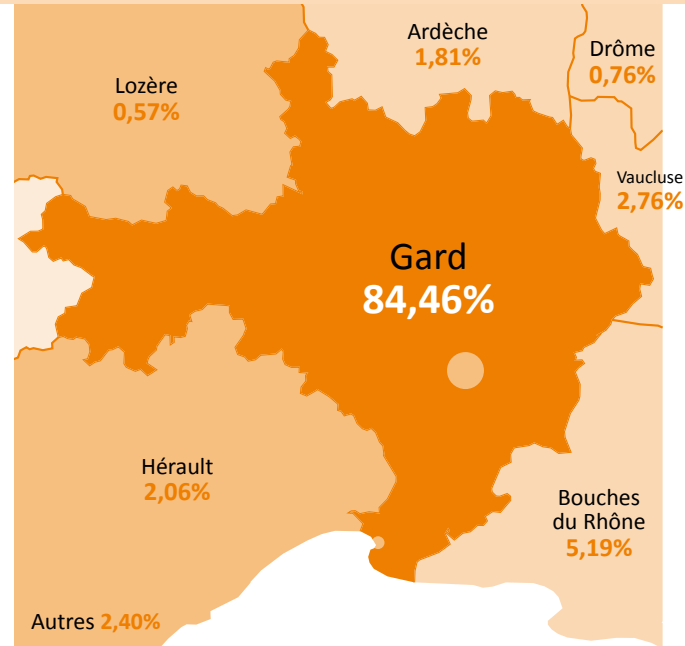 Ardèche
1,81%
Drôme
0,76%
Lozère
0,57%
Vaucluse
2,76%
Gard
84,46%
Hérault
2,06%
Bouches
du Rhône
5,19%
Autres 2,40%